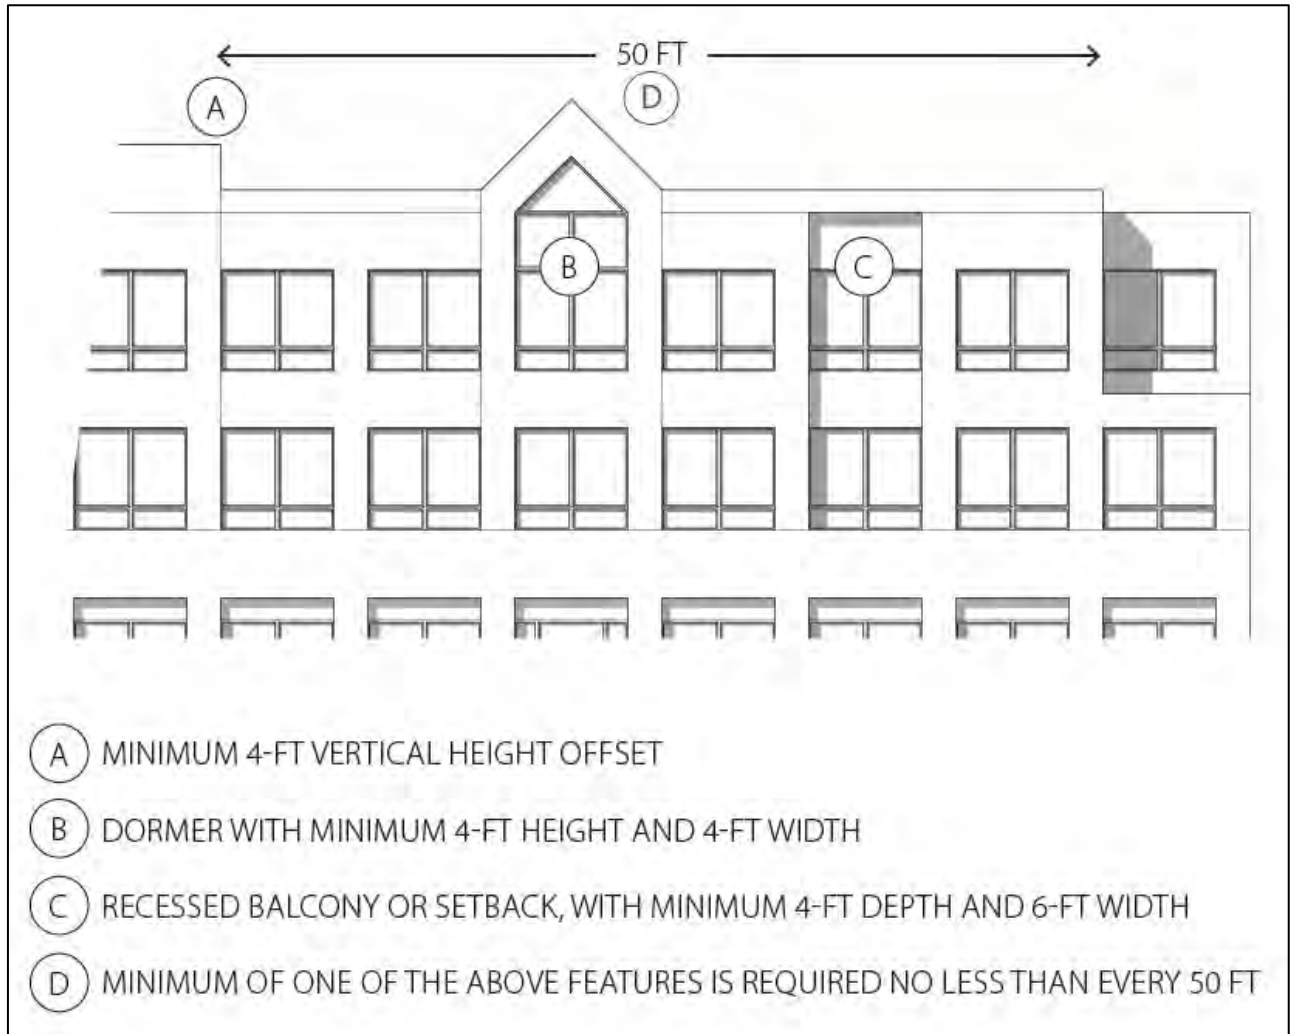 50 FT
A
D
B
C
A MINIMUM 4-FT VERTICAL HEIGHT OFFSET
B DORMER WITH MINIMUM 4-FT HEIGHT AND 4-FT WIDTH
C RECESSED BALCONY OR SETBACK, WITH MINIMUM 4-FT DEPTH AND 6-FT WIDTH
D MINIMUM OF ONE OF THE ABOVE FEATURES IS REQUIRED NO LESS THAN EVERY 50 FT